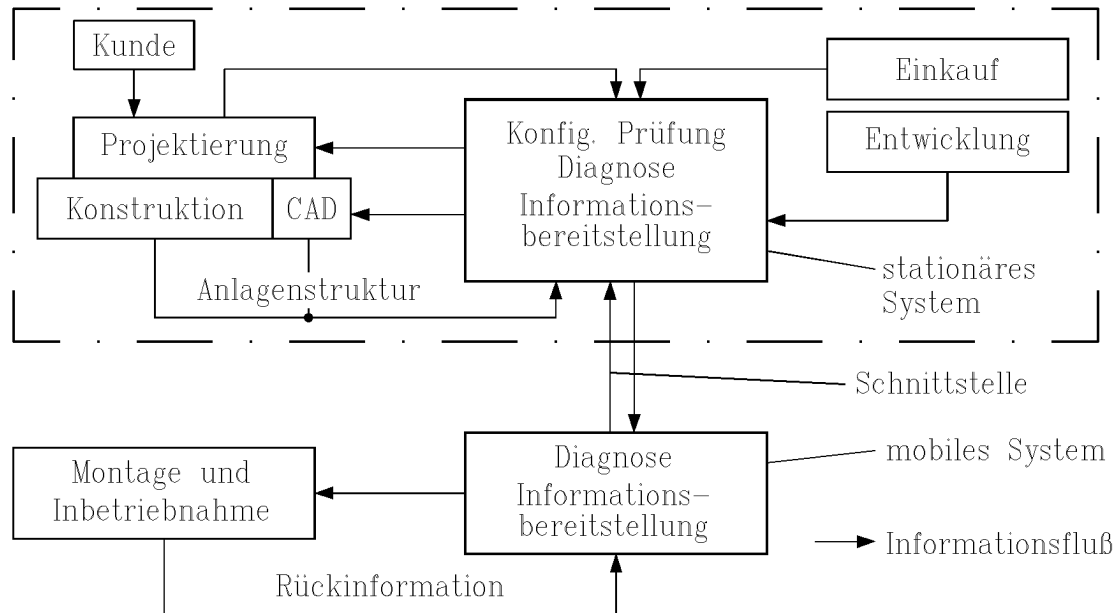 Kunde
Einkauf
Projektierung
Konfig. Prüfung
Diagnose
Informations-
bereitstellung
Entwicklung
Konstruktion
CAD
Anlagenstruktur
stationäres
System
Schnittstelle
Montage und
Inbetriebnahme
Diagnose
Informations-
bereitstellung
mobiles System
Informationsfluß
Rückinformation